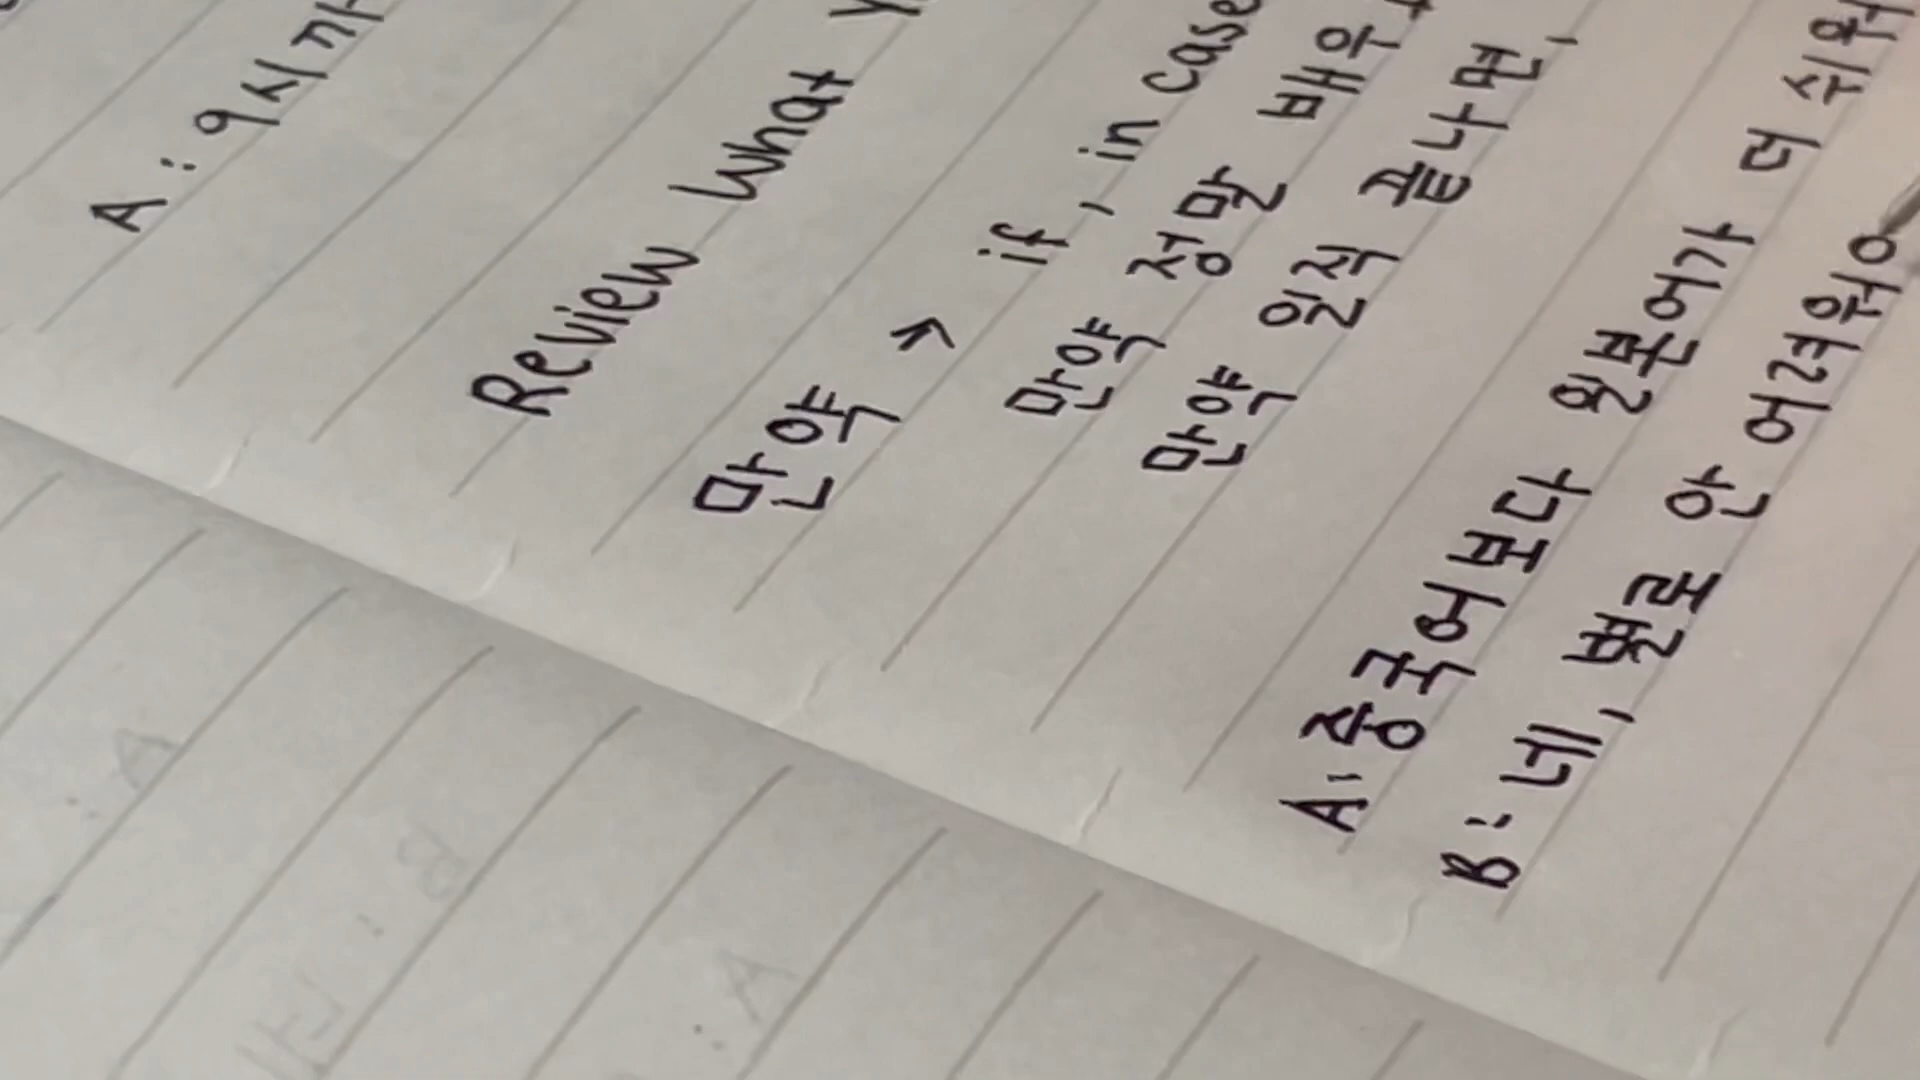 A: 9시까
Review What
만약 > if, in case
만약 정말 배우
만약 일찍 끝나면,
A: 중국어보다 일본어가 더 쉬워
B: 네, 별로 안 어려워